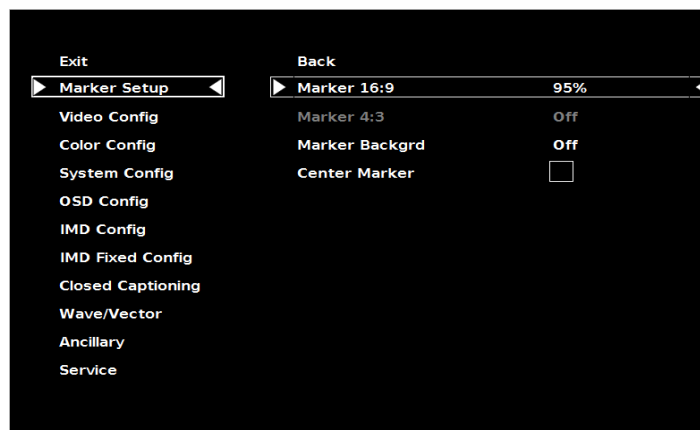 Exit
Back
Marker Setup
Marker 16:9 95%
Video Config
Marker 4:3 Off
Color Config
Marker Backgrd Off
System Config
Center Marker
OSD Config
IMD Config
IMD Fixed Config
Closed Captioning
Wave/Vector
Ancillary
Service